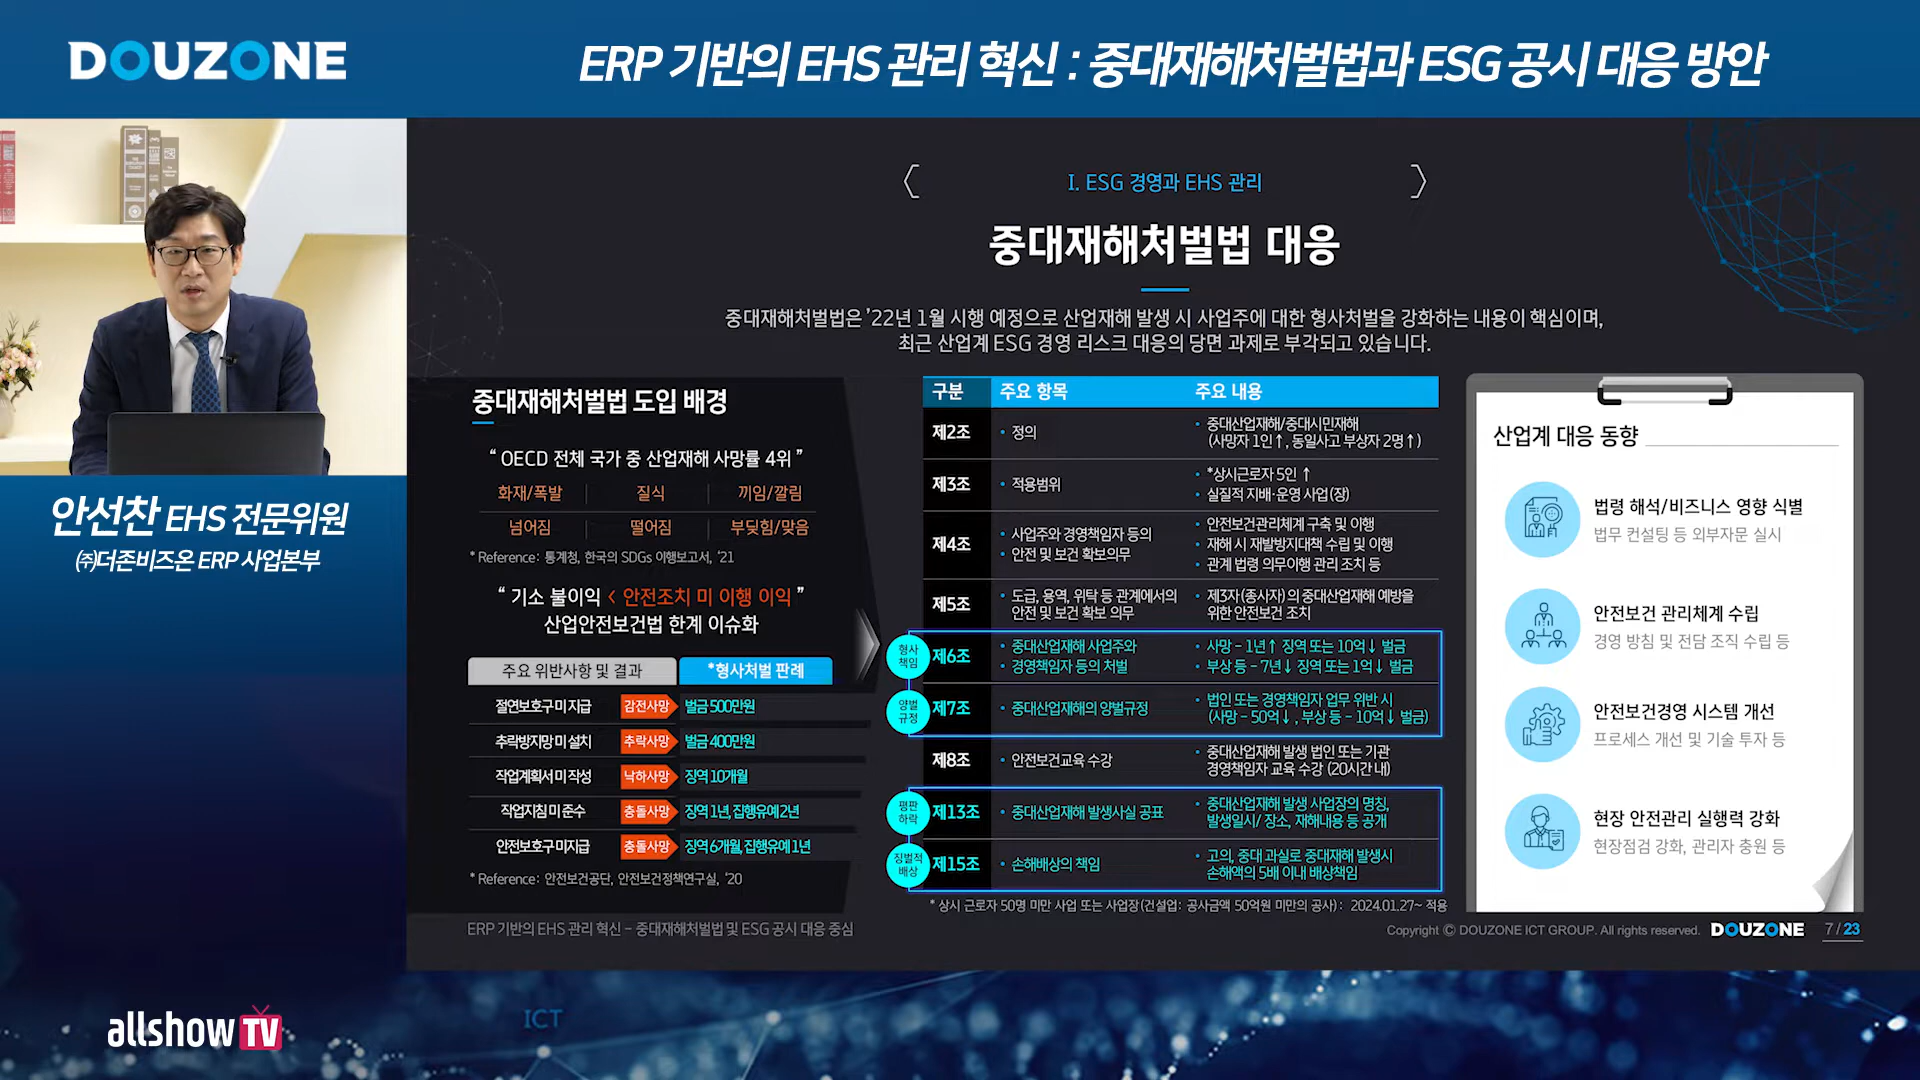 DOUZONE
ERP 기반의 EHS 관리 혁신 : 중대재해처벌법과 ESG 공시 대응 방안
안선찬 EHS 전문위원
㈜더존비즈온 ERP 사업본부
I. ESG 경영과 EHS 관리
중대재해처벌법 대응
중대재해처벌법은 '22년 1월 시행 예정으로 산업재해 발생 시 사업주에 대한 형사처벌을 강화하는 내용이 핵심이며,
최근 산업계 ESG 경영 리스크 대응의 당면 과제로 부각되고 있습니다.
중대재해처벌법 도입 배경
“ OECD 전체 국가 중 산업재해 사망률 4위 ”
화재/폭발 질식 끼임/깔림
넘어짐 떨어짐 부딪힘/맞음
* Reference : 통계청, 한국의 SDGs 이행보고서, '21
“ 기소 불이익 < 안전조치 미 이행 이익 ”
산업안전보건법 한계 이슈화
주요 위반사항 및 결과 *형사처벌 판례
절연보호구 미 지급 감전사망 벌금 500만원
추락방지망 미 설치 추락사망 벌금 400만원
작업계획서 미 작성 낙하사망 징역 10개월
작업지침 미 준수 충돌사망 징역 1년, 집행유예 2년
안전보호구 미지급 충돌사망 징역 6개월, 집행유예 1년
* Reference : 안전보건공단, 안전보건정책연구실, '20
구분 주요 항목 주요 내용
제2조 • 정의 • 중대산업재해/중대시민재해
(사망자 1인↑, 동일사고 부상자 2명↑)
제3조 • 적용범위 • *상시근로자 5인 ↑
• 실질적 지배·운영 사업(장)
제4조 • 사업주와 경영책임자 등의
• 안전 및 보건 확보의무
• 안전보건관리체계 구축 및 이행
• 재해 시 재발방지대책 수립 및 이행
• 관계 법령 의무이행 관리 조치 등
제5조 • 도급, 용역, 위탁 등 관계에서의
안전 및 보건 확보 의무
• 제3자(종사자)의 중대산업재해 예방을
위한 안전보건 조치
형사
책임
제6조 • 중대산업재해 사업주와
• 경영책임자 등의 처벌
• 사망 – 1년↑ 징역 또는 10억↓ 벌금
• 부상 등 – 7년↓ 징역 또는 1억↓ 벌금
양벌
규정
제7조 • 중대산업재해의 양벌규정
• 법인 또는 경영책임자 업무 위반 시
(사망 – 50억↓, 부상 등 – 10억↓ 벌금)
제8조 • 안전보건교육 수강
• 중대산업재해 발생 법인 또는 기관
경영책임자 교육 수강 (20시간 내)
평판
하락
제13조 • 중대산업재해 발생사실 공표
• 중대산업재해 발생 사업장의 명칭,
발생일시/ 장소, 재해내용 등 공개
징벌적
배상
제15조 • 손해배상의 책임
• 고의, 중대 과실로 중대재해 발생시
손해액의 5배 이내 배상책임
* 상시 근로자 50명 미만 사업 또는 사업장(건설업: 공사금액 50억원 미만의 공사) : 2024.01.27~ 적용
산업계 대응 동향
법령 해석/비즈니스 영향 식별
법무 컨설팅 등 외부자문 실시
안전보건 관리체계 수립
경영 방침 및 전담 조직 수립 등
안전보건경영 시스템 개선
프로세스 개선 및 기술 투자 등
현장 안전관리 실행력 강화
현장점검 강화, 관리자 충원 등
ERP 기반의 EHS 관리 혁신 – 중대재해처벌법 및 ESG 공시 대응 중심
Copyright Ⓒ DOUZONE ICT GROUP. All rights reserved. DOUZONE 7 / 23
allshow TV
ICT